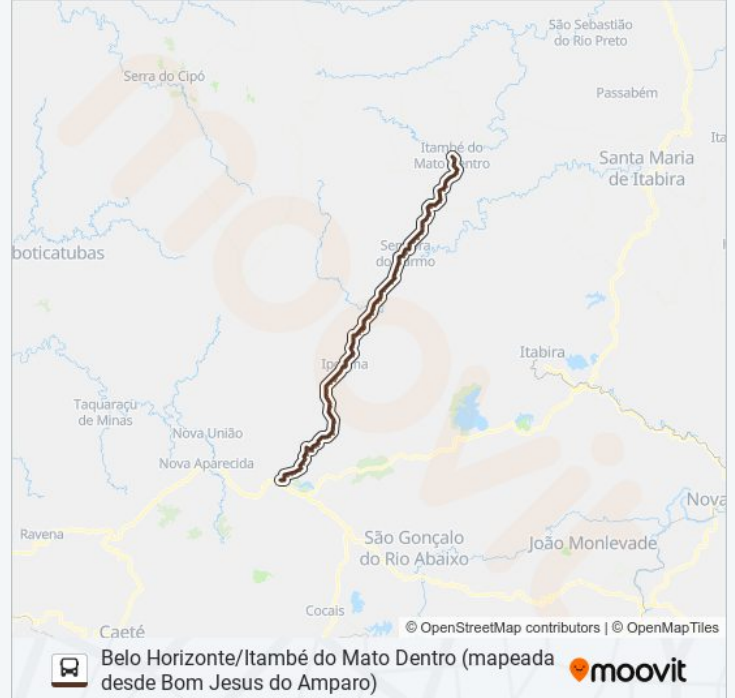 São Sebastião
do Rio Preto
Serra do Cipó
Passabém
Itambé do
Mato Dentro
Ita
Santa Maria
de Itabira
boticatubas
Senhora
do Carmo
Itabira
Ipoema
Taquaraçu
de Minas
Nova União
Nova Aparecida
Nova
Ravena
São Gonçalo
do Rio Abaixo
João Monlevade
Cocais
Caeté
© OpenStreetMap contributors | © OpenMapTiles
Belo Horizonte/Itambé do Mato Dentro (mapeada
desde Bom Jesus do Amparo)
moovit